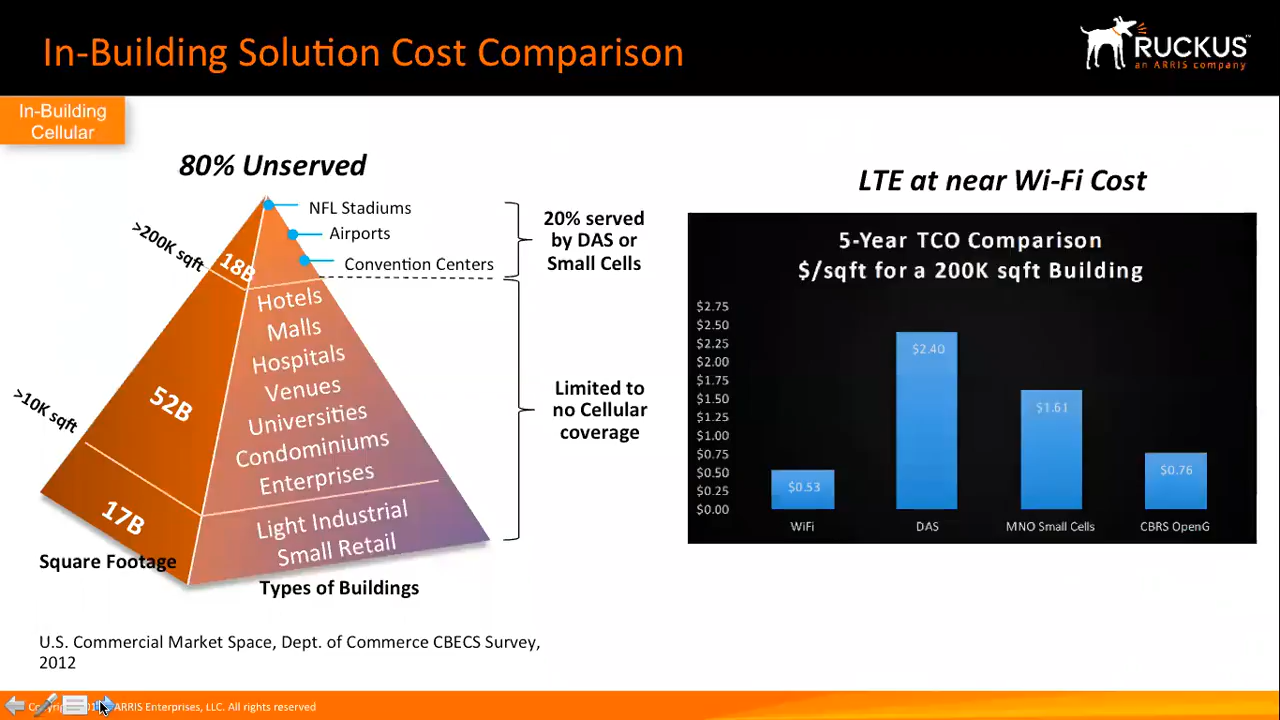 In-Building Solution Cost Comparison
RUCKUS
an ARRIS company
In-Building
Cellular
80% Unserved
NFL Stadiums
Airports
Convention Centers
>200K sqft
18B
20% served
by DAS or
Small Cells
Hotels
Malls
Hospitals
Venues
Universities
Condominiums
Enterprises
>10K sqft
52B
Limited to
no Cellular
coverage
17B
Light Industrial
Small Retail
Square Footage
Types of Buildings
U.S. Commercial Market Space, Dept. of Commerce CBECS Survey,
2012
LTE at near Wi-Fi Cost
5-Year TCO Comparison
$/sqft for a 200K sqft Building
$2.75
$2.50
$2.25
$2.00
$1.75
$1.50
$1.25
$1.00
$0.75
$0.50
$0.25
$0.00
$0.53
$2.40
$1.61
$0.76
WiFi
DAS
MNO Small Cells
CBRS OpenG
ARRIS Enterprises, LLC. All rights reserved